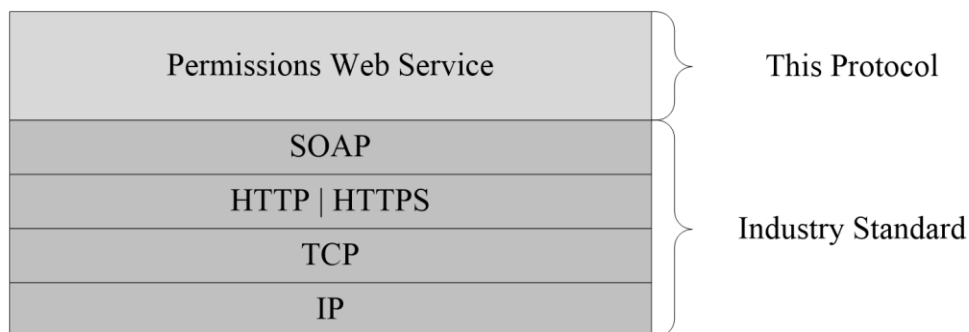 Permissions Web Service
This Protocol
SOAP
HTTP | HTTPS
TCP
IP
Industry Standard